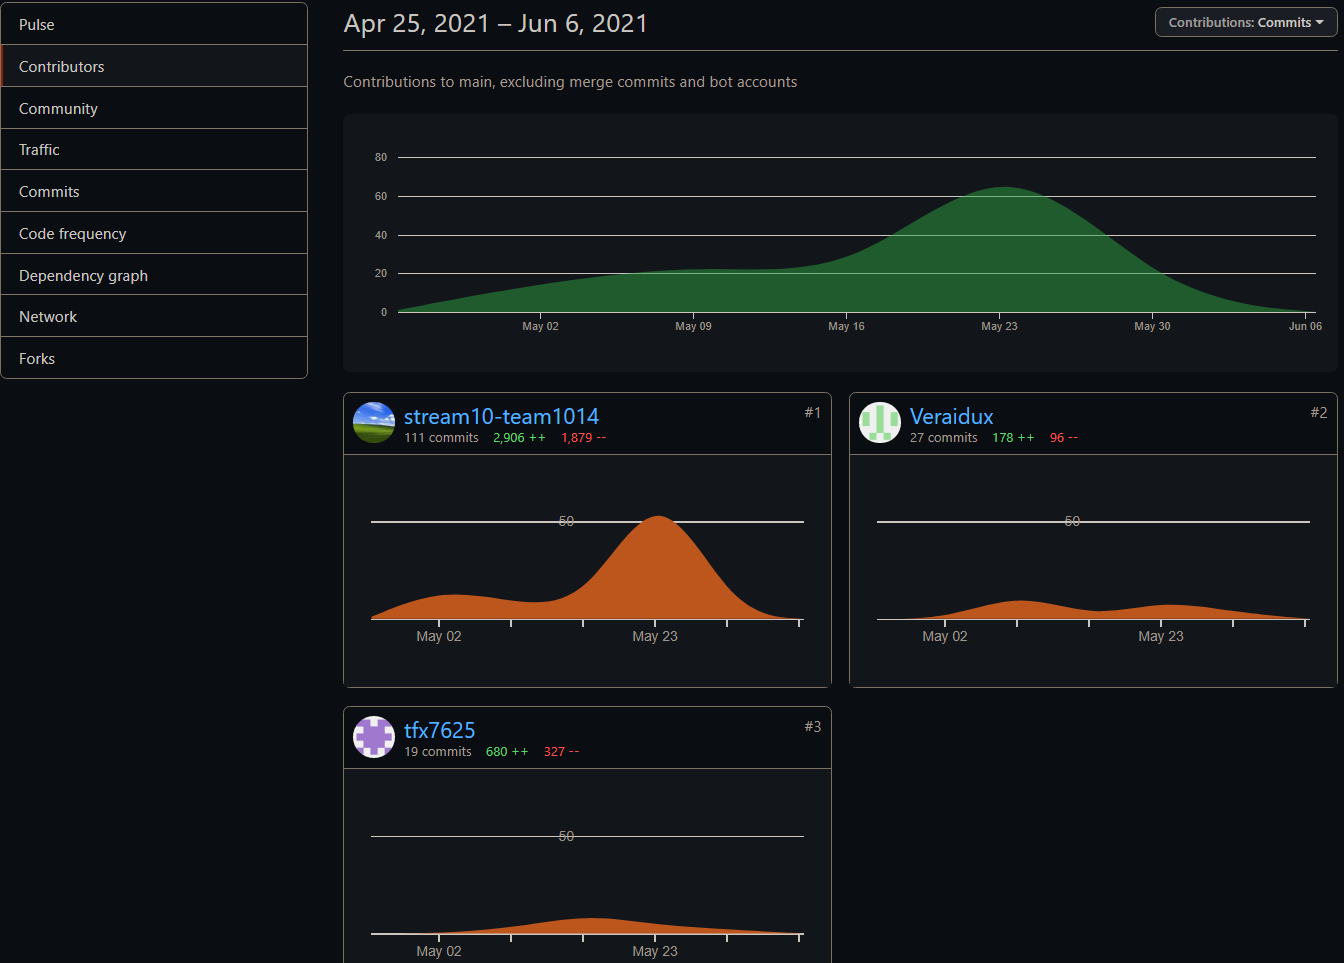 Pulse
Contributors
Community
Traffic
Commits
Code frequency
Dependency graph
Network
Forks
Apr 25, 2021 – Jun 6, 2021
Contributions: Commits
Contributions to main, excluding merge commits and bot accounts
80
60
40
20
0
May 02 May 09 May 16 May 23 May 30 Jun 06
stream10-team1014 #1
111 commits 2,906 ++ 1,879 --
50
May 02 May 23
Veraidux #2
27 commits 178 ++ 96 --
50
May 02 May 23
tfx7625 #3
19 commits 680 ++ 327 --
50
May 02 May 23